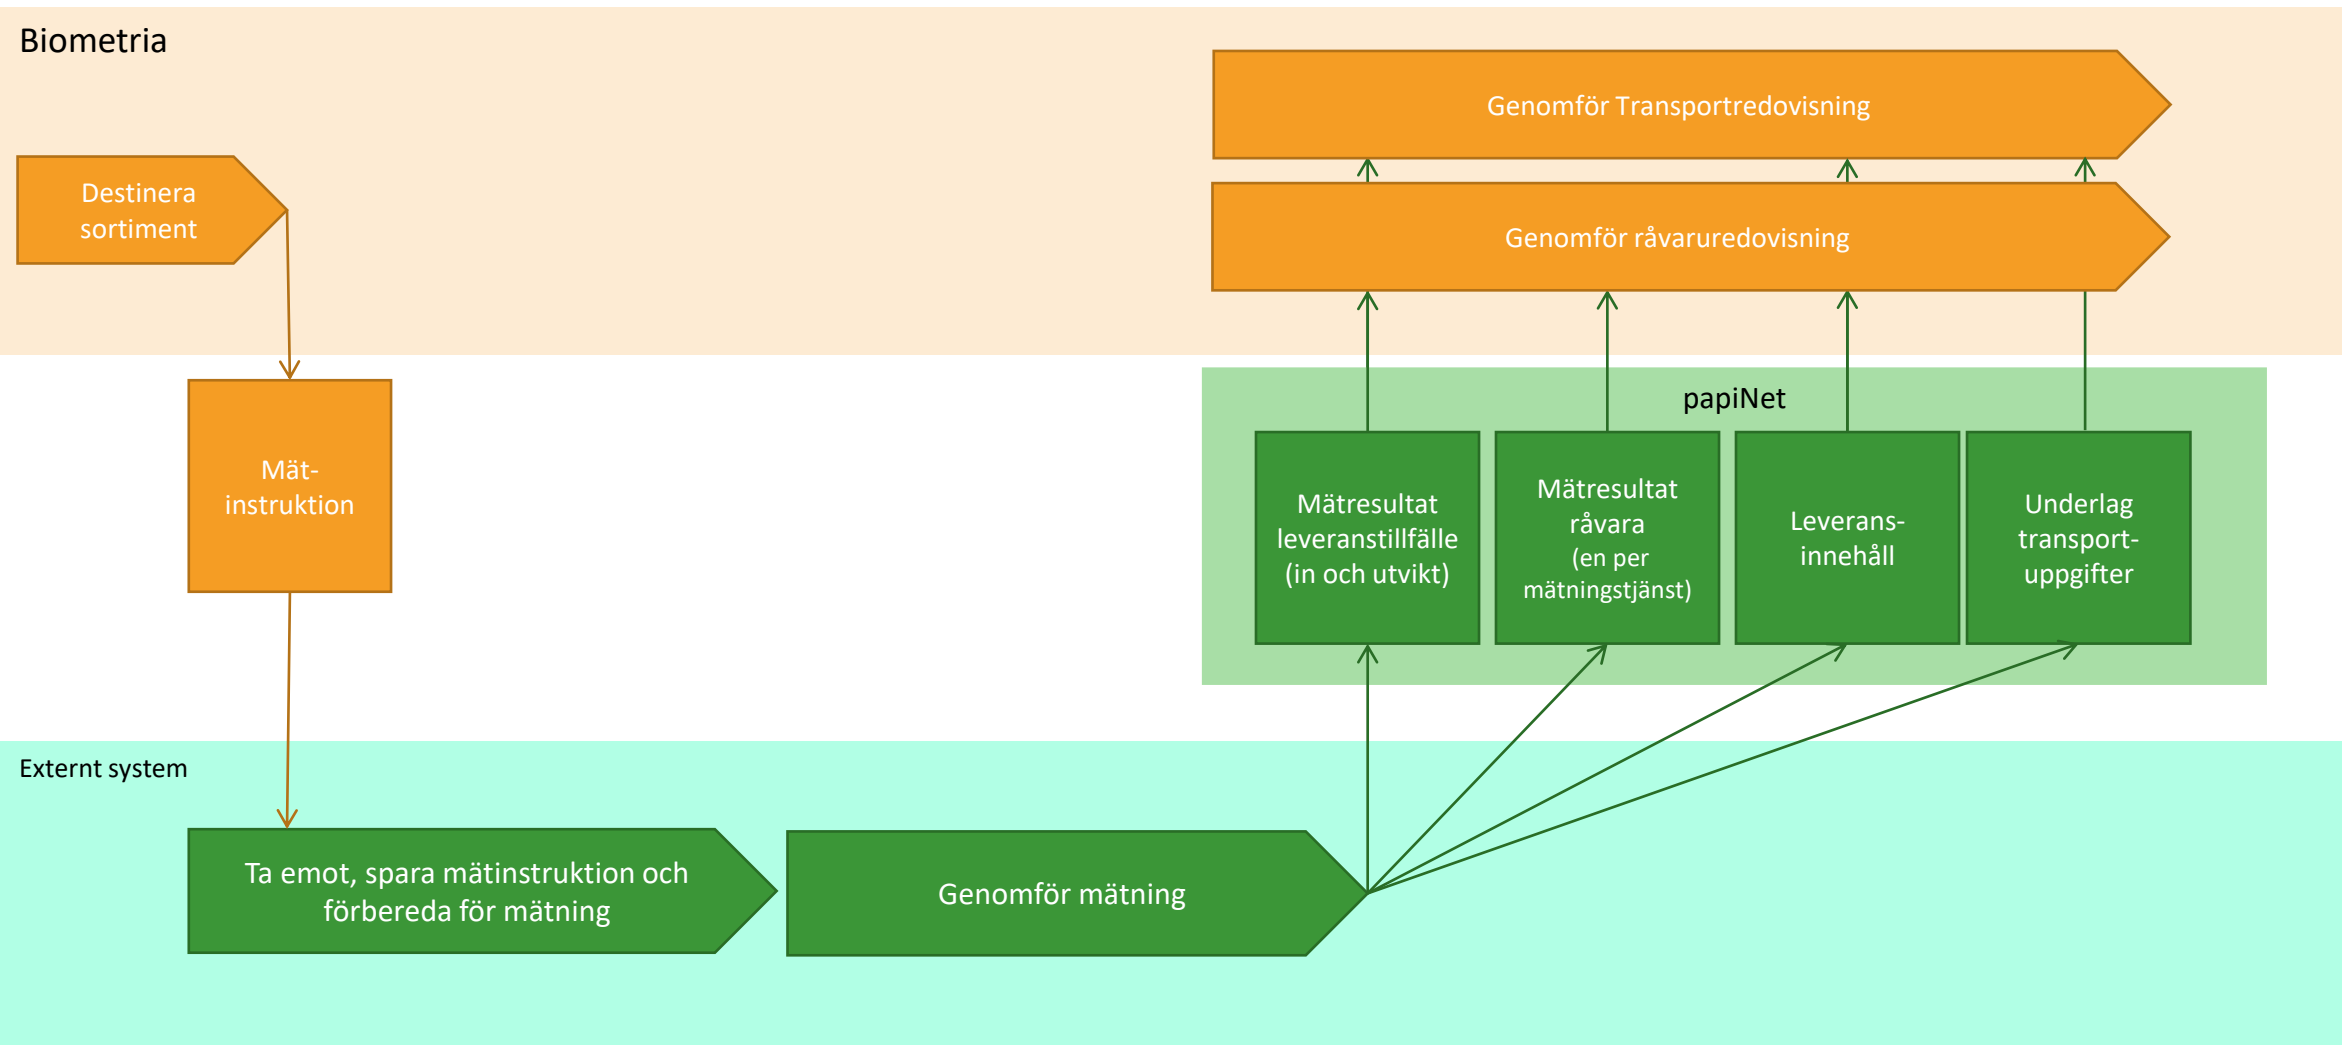 Biometria
Genomför Transportredovisning
Destinera
sortiment
Genomför råvaruredovisning
papiNet
Mät-
instruktion
Mätresultat
leveranstillfälle
(in och utvikt)
Mätresultat
råvara
(en per
mätningstjänst)
Leverans-
innehåll
Underlag
transport-
uppgifter
Externt system
Ta emot, spara mätinstruktion och
förbereda för mätning
Genomför mätning